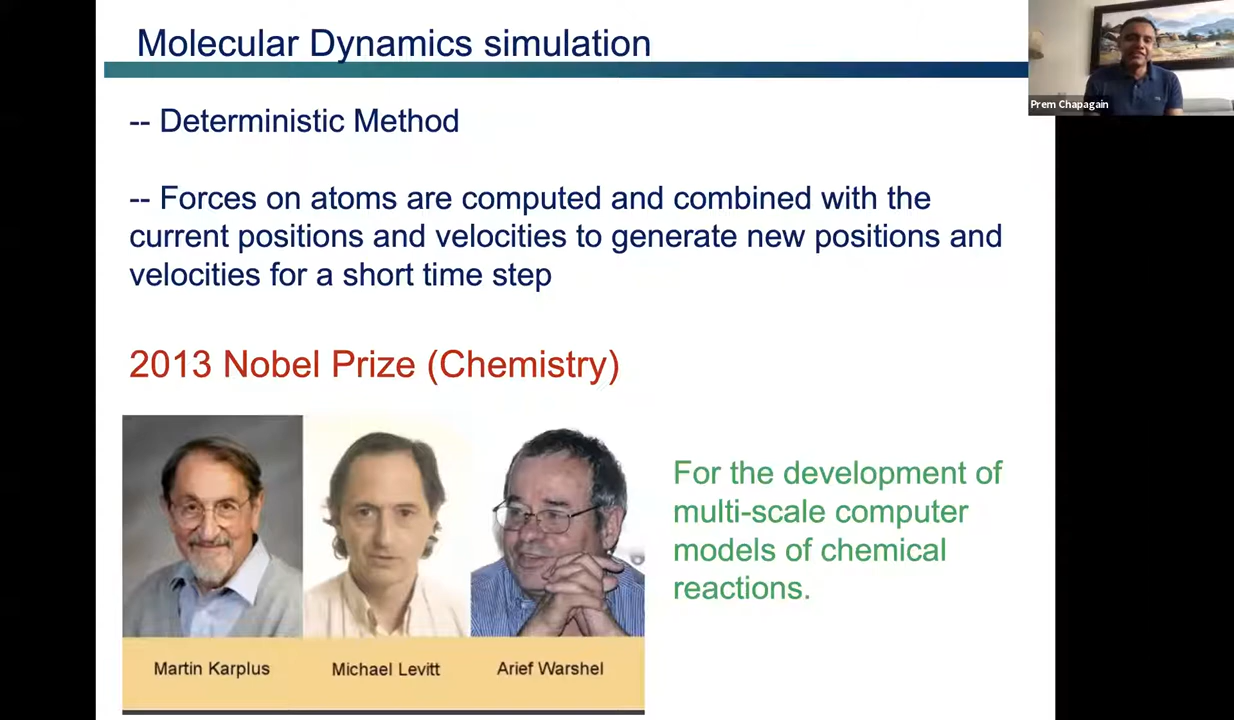 Molecular Dynamics simulation
Prem Chapagain
-- Deterministic Method
-- Forces on atoms are computed and combined with the
current positions and velocities to generate new positions and
velocities for a short time step
2013 Nobel Prize (Chemistry)
For the development of
multi-scale computer
models of chemical
reactions.
Martin Karplus
Michael Levitt
Arief Warshel